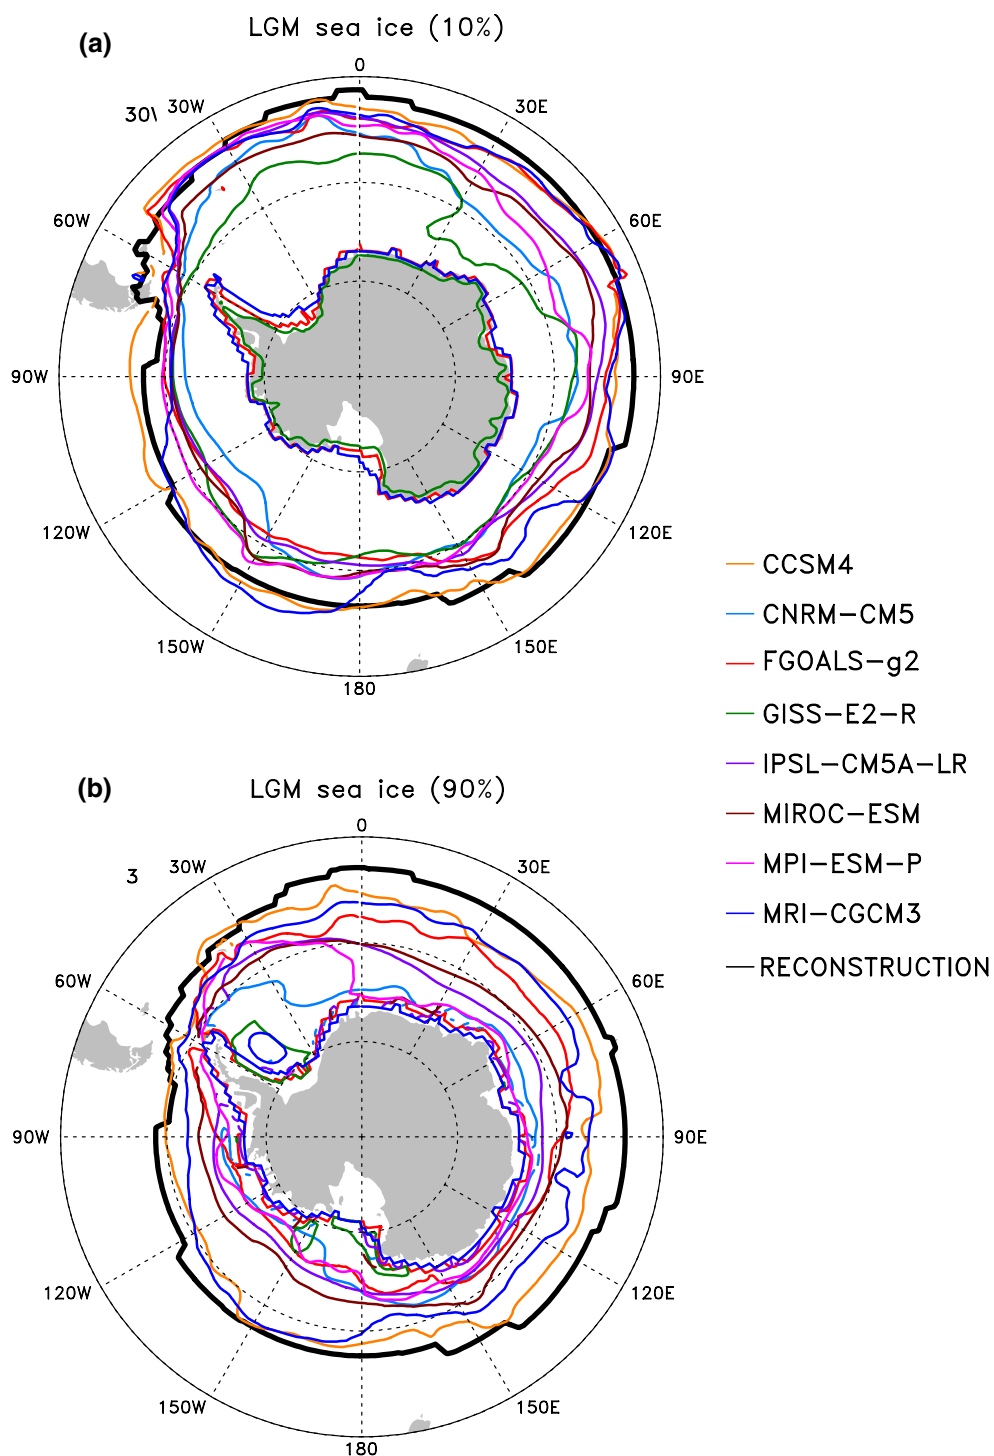 (a)
LGM sea ice (10%)
0
30\
30W
30E
60W
60E
90W
90E
120W
120E
150W
150E
180
CCSM4
CNRM−CM5
FGOALS−g2
GISS−E2−R
IPSL−CM5A−LR
MIROC−ESM
MPI−ESM−P
MRI−CGCM3
RECONSTRUCTION
(b)
LGM sea ice (90%)
0
3
30W
30E
60W
60E
90W
90E
120W
120E
150W
150E
180